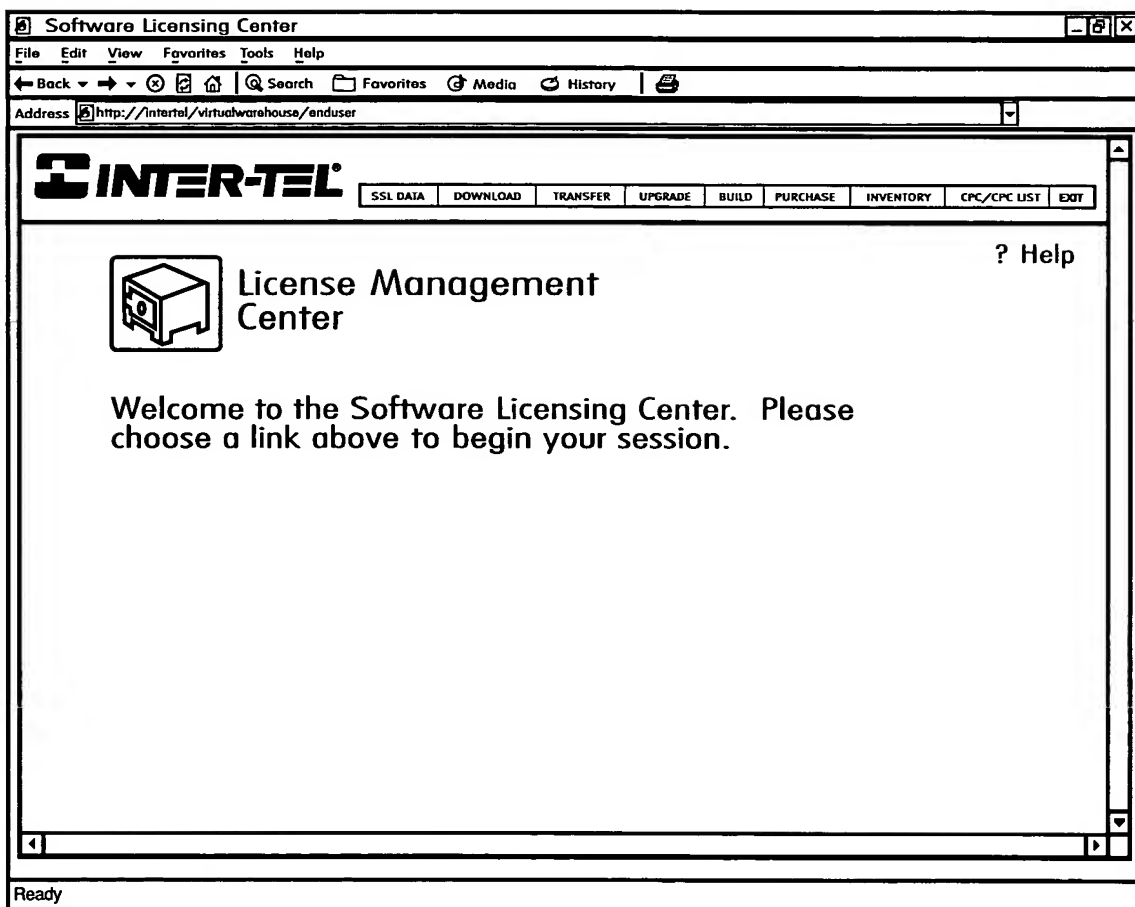 Software Licensing Center
File Edit View Favorites Tools Help
Back Search Favorites Media History
Address http://intertel/virtualwarehouse/enduser
INTER-TEL®
SSL DATA DOWNLOAD TRANSFER UPGRADE BUILD PURCHASE INVENTORY CPC/CPC LIST EXIT
? Help
License Management
Center
Welcome to the Software Licensing Center. Please
choose a link above to begin your session.
Ready